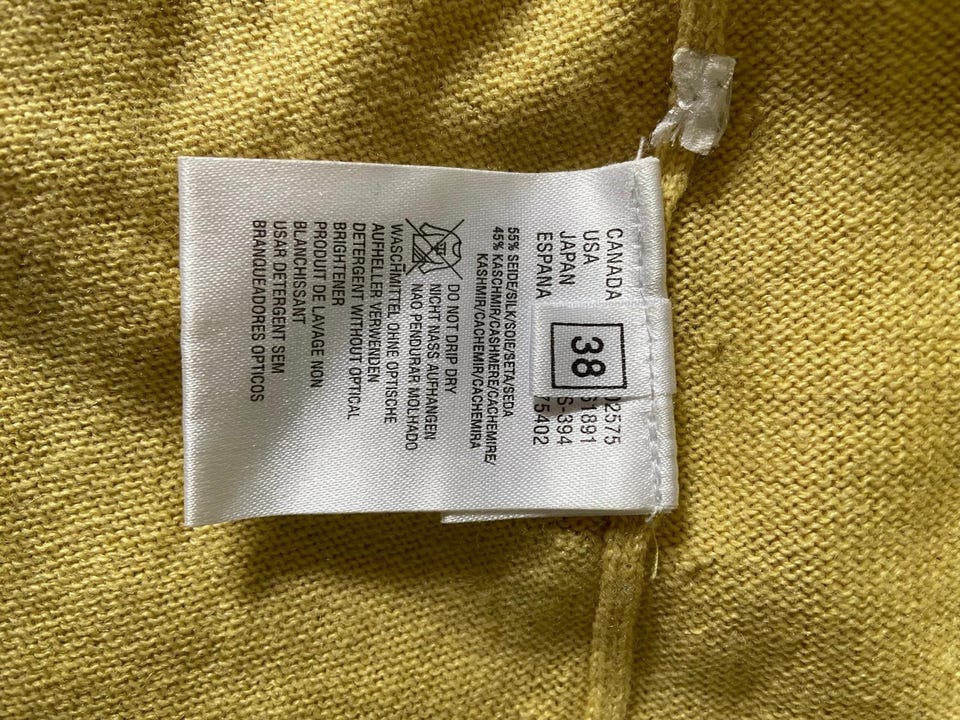 CANADA 02575
USA 61891
JAPAN S-394
ESPANA 75402
38
55% SEIDE/SILK/SOIE/SETA/SEDA
45% KASCHMIR/CASHMERE/CACHEMIRE/
KASHMIR/CACHEMIR/CACHEMIRA
DO NOT DRIP DRY
NICHT NASS AUFHANGEN
NAO PENDURAR MOLHADO
WASCHMITTEL OHNE OPTISCHE
AUFHELLER VERWENDEN
DETERGENT WITHOUT OPTICAL
BRIGHTENER
PRODUIT DE LAVAGE NON
BLANCHISSANT
USAR DETERGENT SEM
BRANQUEADORES OPTICOS